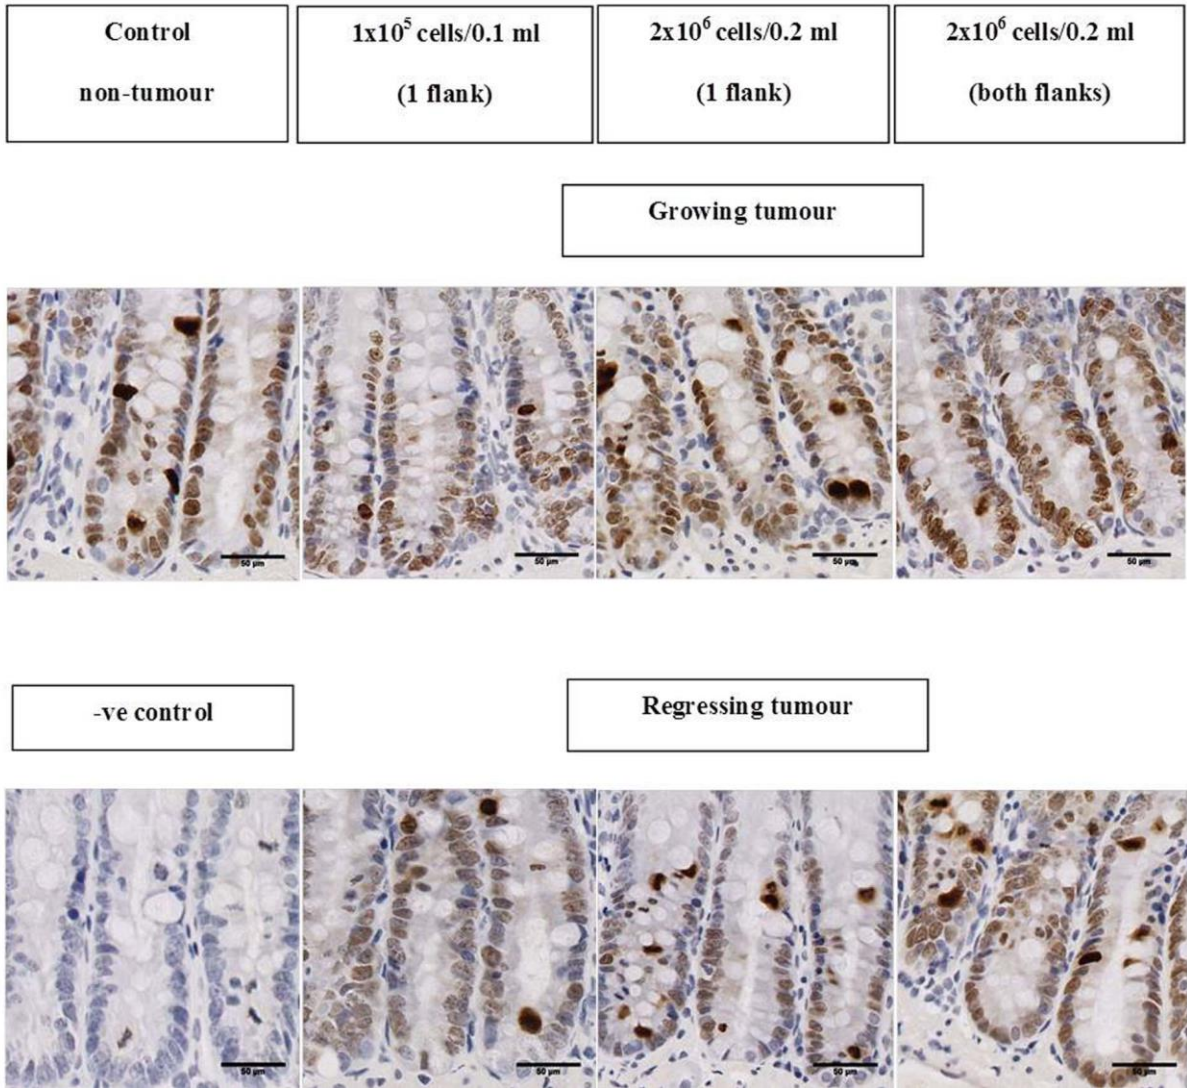 Control
non-tumour
1x10⁵ cells/0.1 ml
(1 flank)
2x10⁶ cells/0.2 ml
(1 flank)
2x10⁶ cells/0.2 ml
(both flanks)
Growing tumour
50 µm
50 µm
50 µm
50 µm
-ve control
Regressing tumour
50 µm
50 µm
50 µm
50 µm